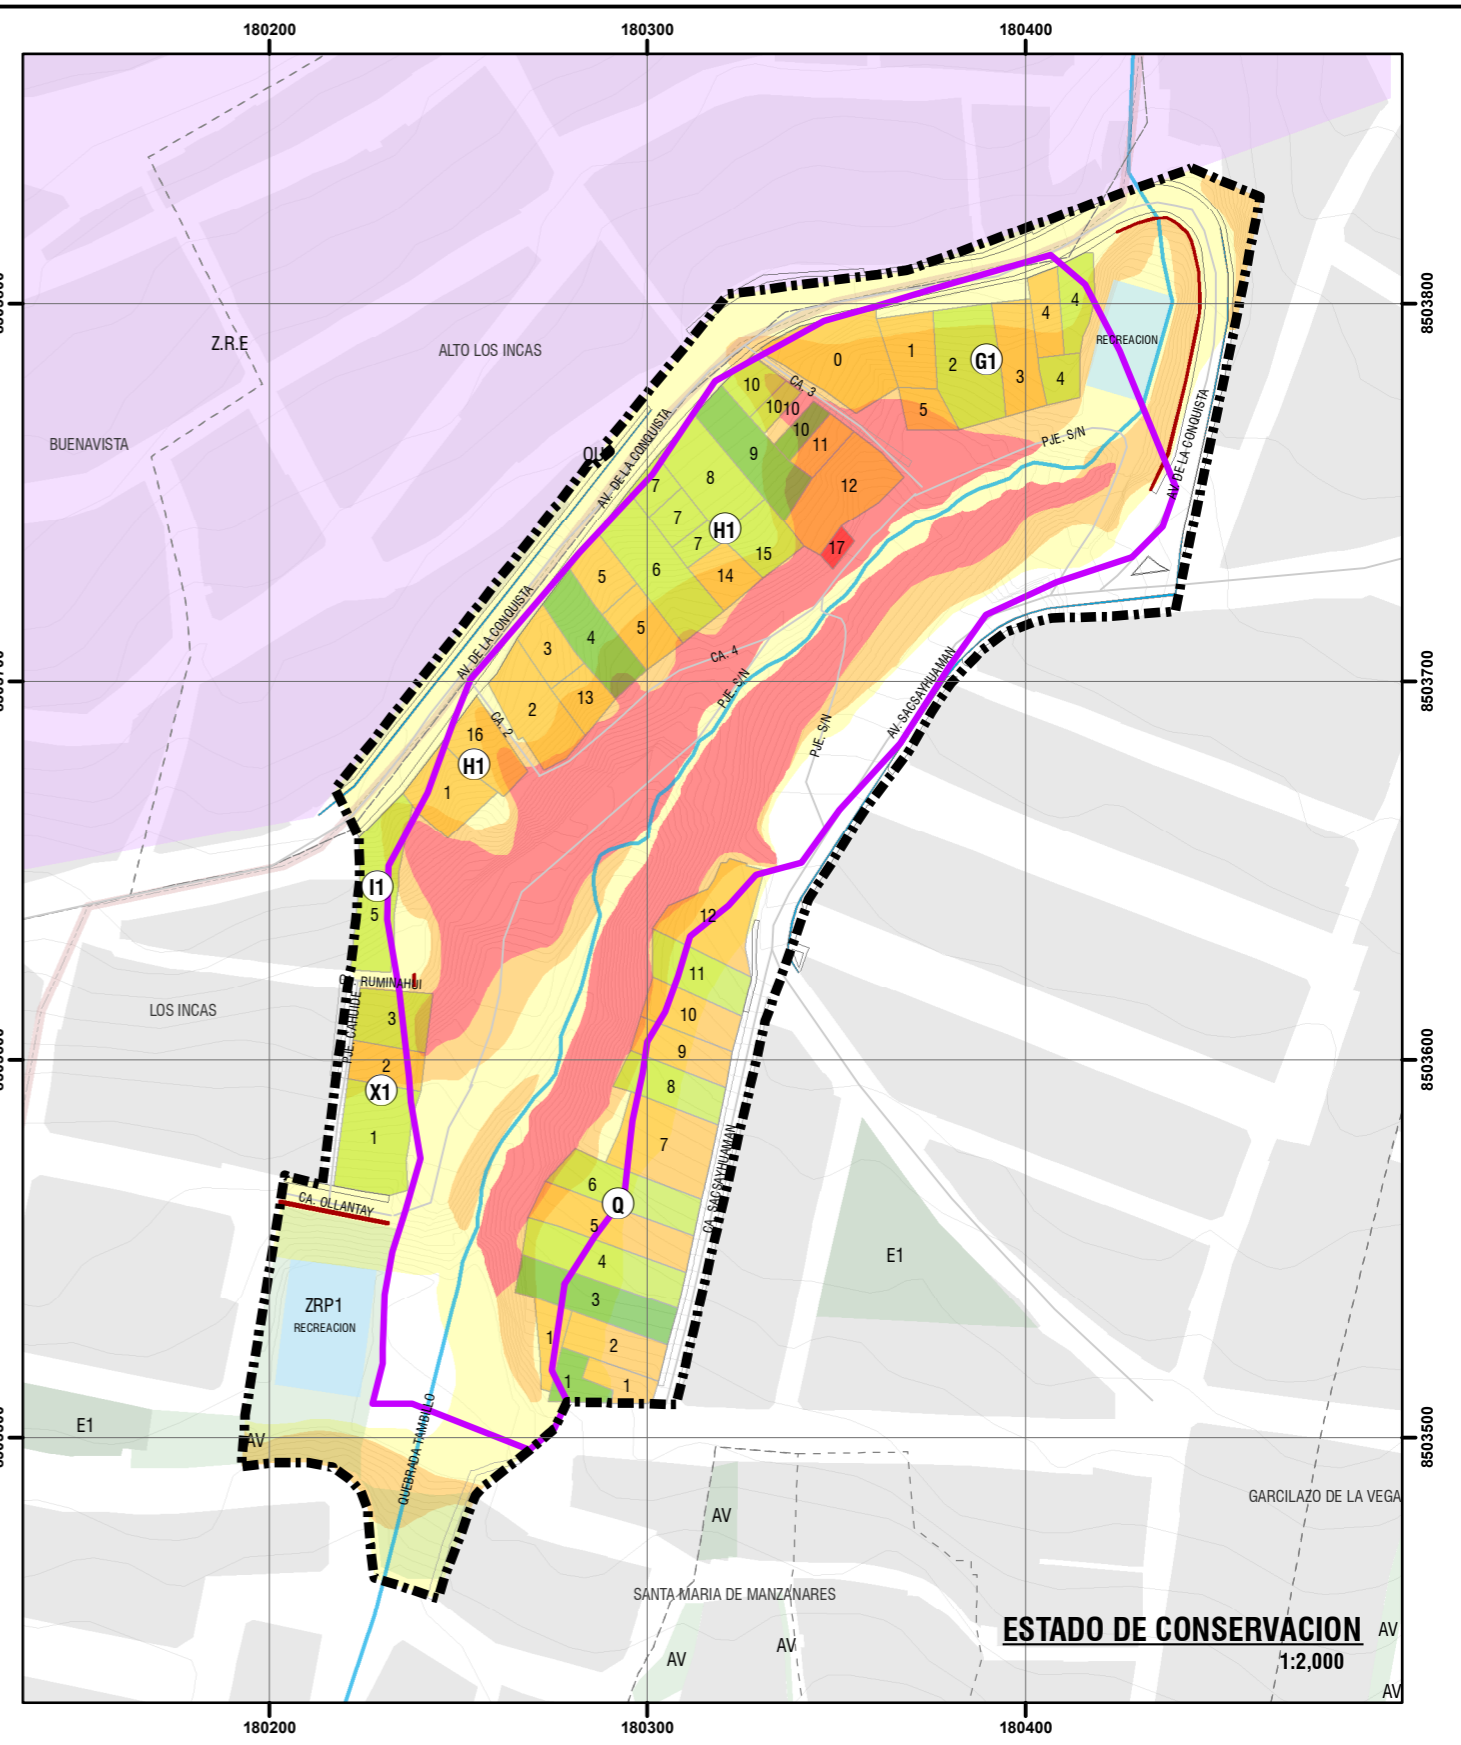 180200
180300
180400
8503800
Z.R.E
ALTO LOS INCAS
BUENAVISTA
RECREACION
4
4
0
1
2
G1
3
4
5
CA. 3
10
10
10
10
11
9
12
8
7
7
7
H1
15
17
14
6
5
5
4
3
13
2
PJE. S/N
AV. DE LA CONQUISTA
AV. DE LA CONQUISTA
AV. DE LA CONQUISTA
CA. 4
PJE. S/N
PJE. S/N
AV. SACSAYHUAMAN
8503700
CA. 2
16
H1
1
I1
5
RUMINAHUI
PJE. CAHUIDE
LOS INCAS
3
2
X1
1
12
11
10
9
8
7
6
Q
5
4
3
2
1
1
1
8503600
CA. SACSAYHUAMAN
CA. OLLANTAY
ZRP1
RECREACION
E1
E1
AV
QUEBRADA TAMBILLO
8503500
GARCILAZO DE LA VEGA
AV
SANTA MARIA DE MANZANARES
ESTADO DE CONSERVACION
1:2,000
AV
AV
AV
AV
180200
180300
180400